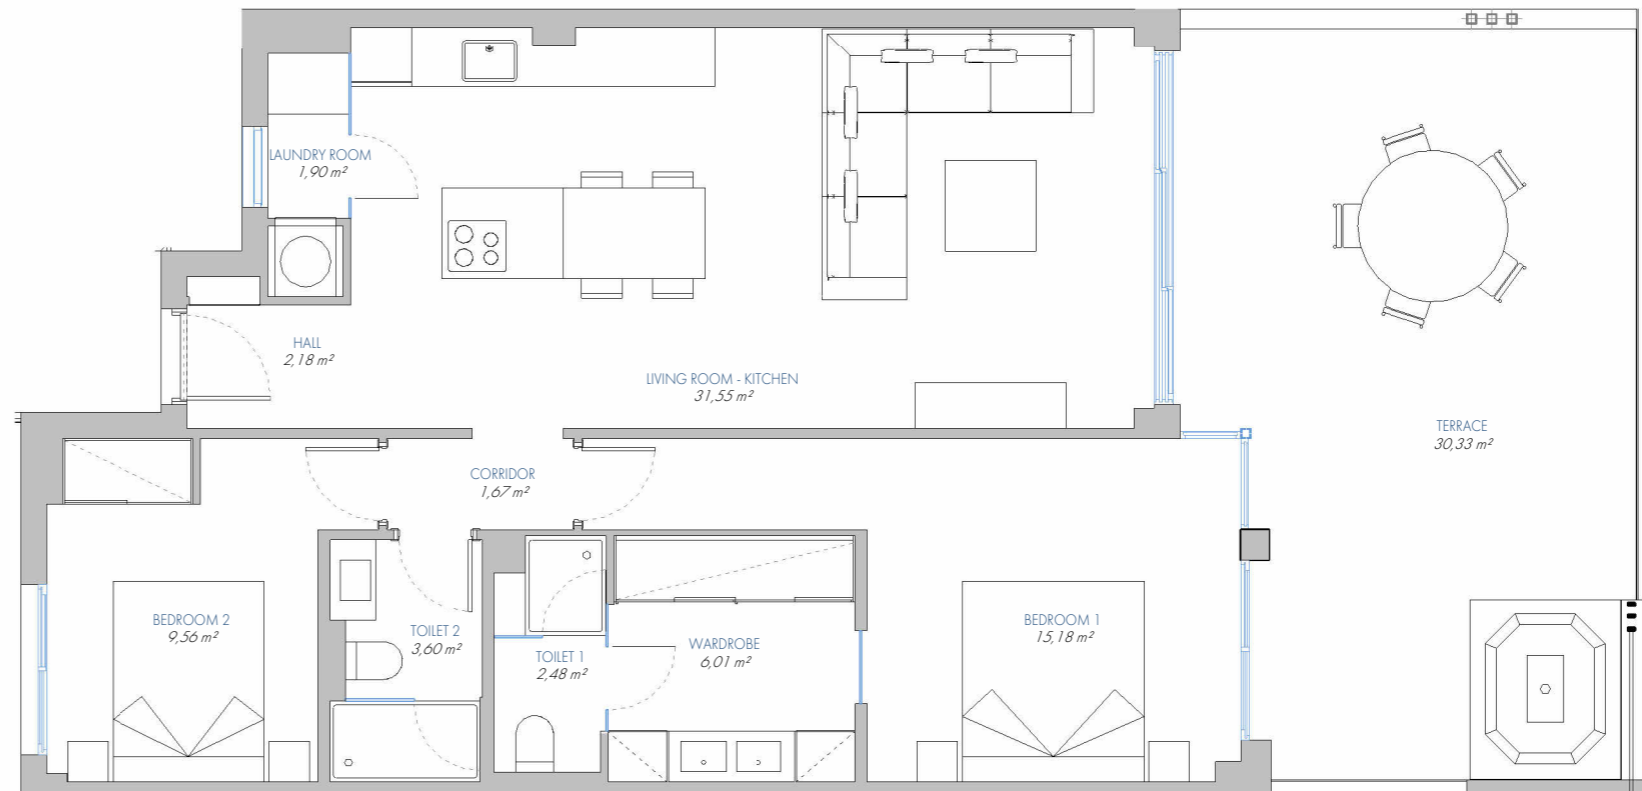 LAUNDRY ROOM
1,90 m²
HALL
2,18 m²
LIVING ROOM - KITCHEN
31,55 m²
TERRACE
30,33 m²
CORRIDOR
1,67 m²
BEDROOM 2
9,56 m²
TOILET 2
3,60 m²
TOILET 1
2,48 m²
WARDROBE
6,01 m²
BEDROOM 1
15,18 m²